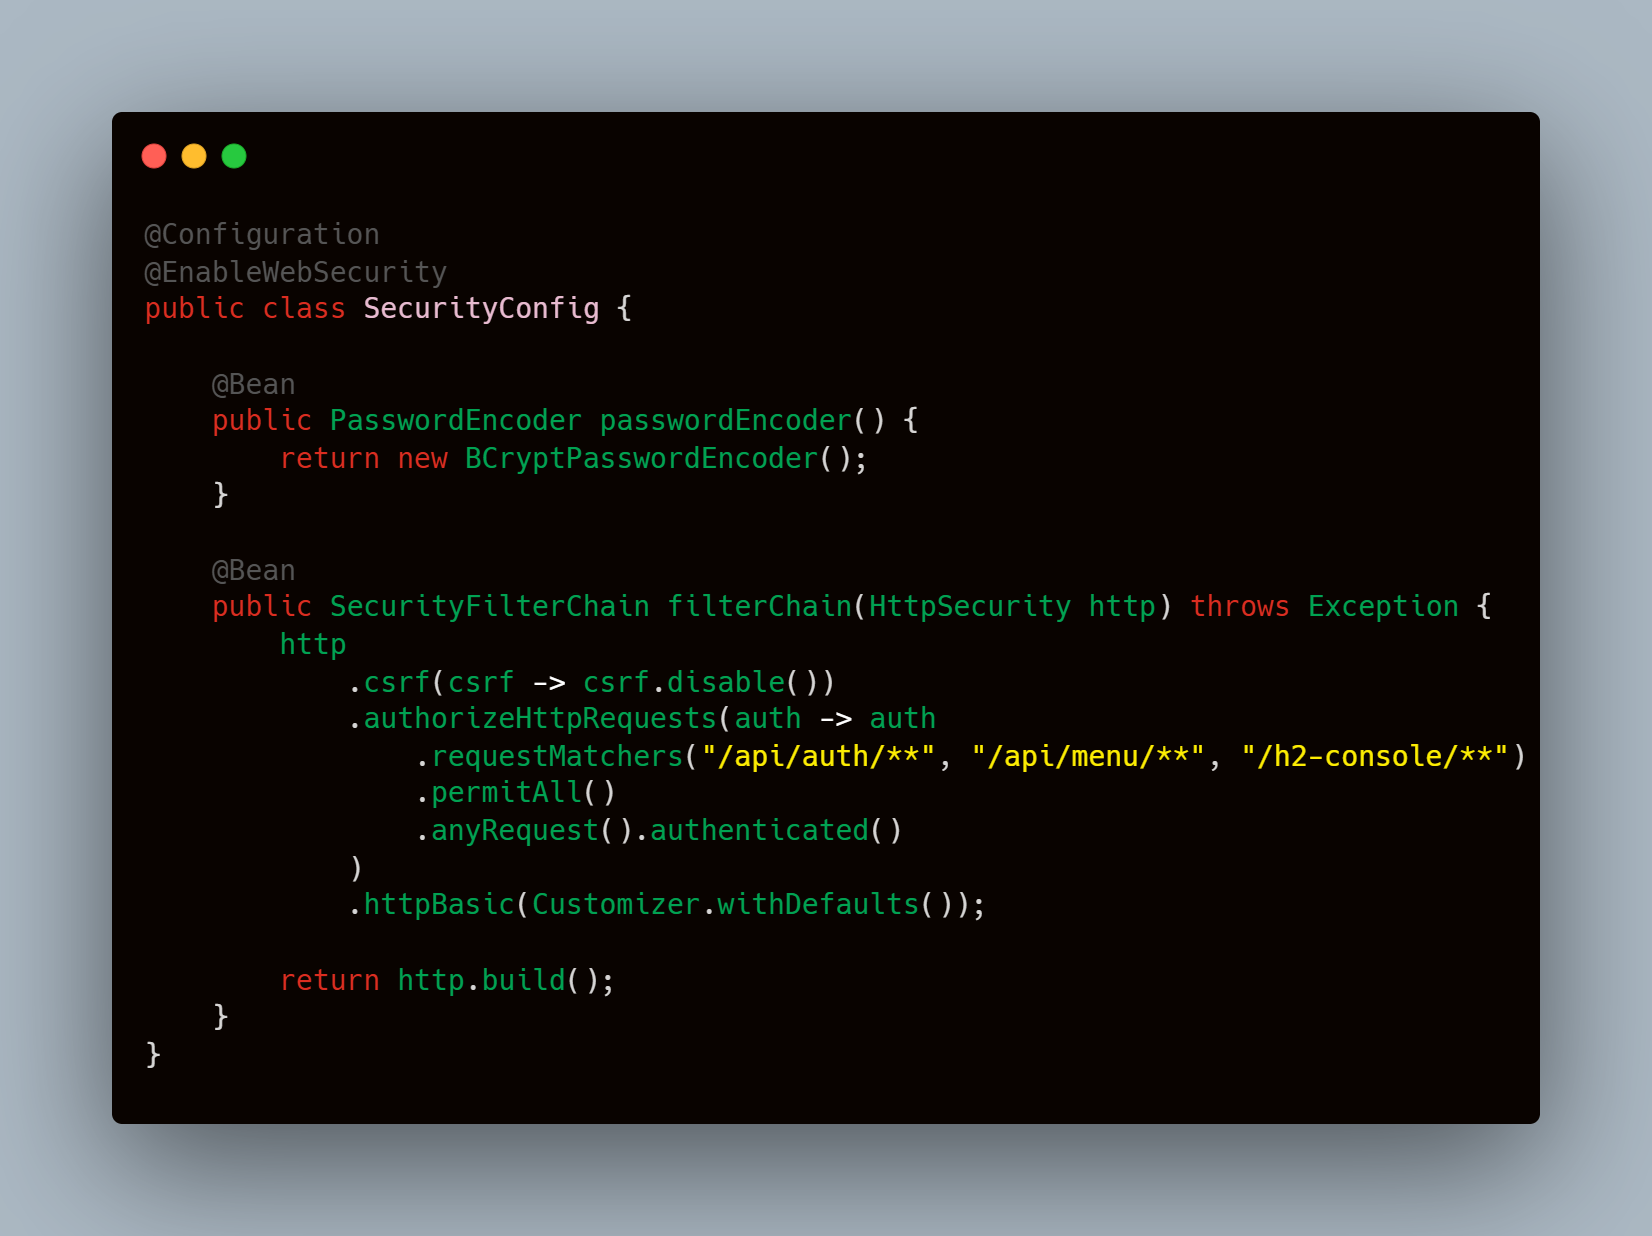 @Configuration
@EnableWebSecurity
public class SecurityConfig {

    @Bean
    public PasswordEncoder passwordEncoder() {
        return new BCryptPasswordEncoder();
    }

    @Bean
    public SecurityFilterChain filterChain(HttpSecurity http) throws Exception {
        http
            .csrf(csrf -> csrf.disable())
            .authorizeHttpRequests(auth -> auth
                .requestMatchers("/api/auth/**", "/api/menu/**", "/h2-console/**")
                .permitAll()
                .anyRequest().authenticated()
            )
            .httpBasic(Customizer.withDefaults());

        return http.build();
    }
}